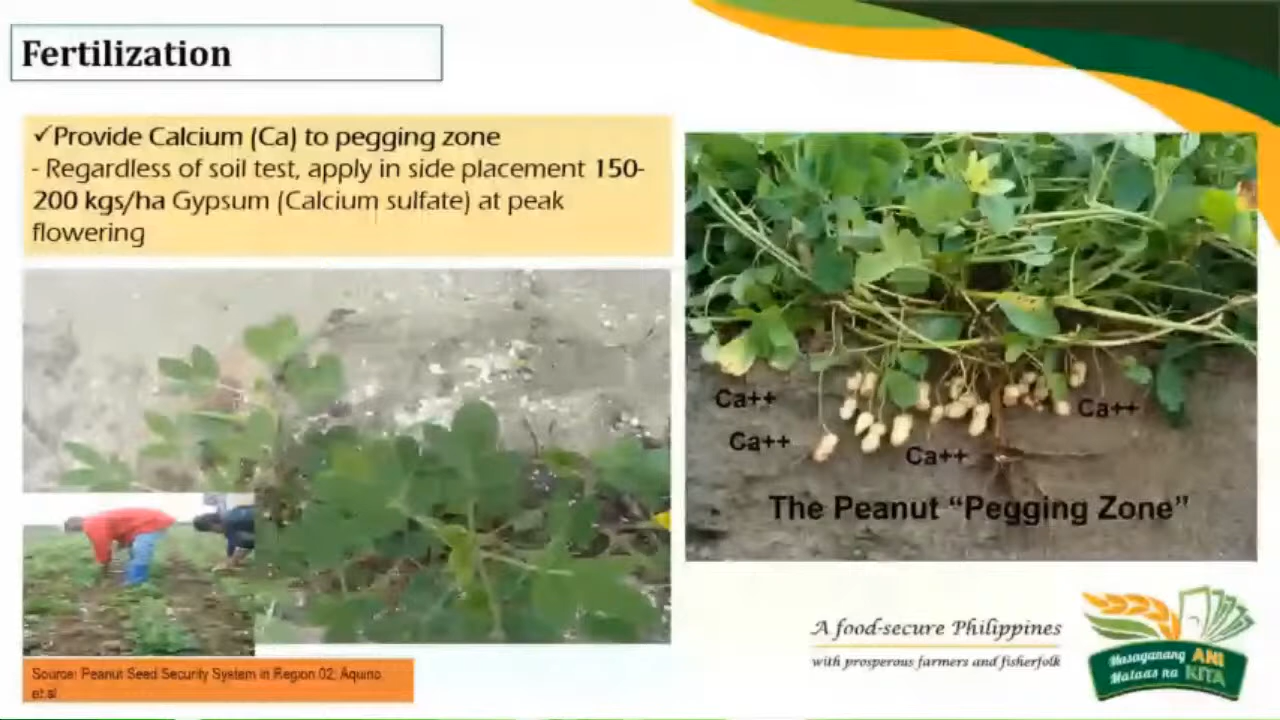 Fertilization
✓Provide Calcium (Ca) to pegging zone
- Regardless of soil test, apply in side placement 150-
200 kgs/ha Gypsum (Calcium sulfate) at peak
flowering
Ca++
Ca++
Ca++
Ca++
The Peanut “Pegging Zone”
Source: Peanut Seed Security System in Region 02; Aquino
et.al
A food-secure Philippines
with prosperous farmers and fisherfolk
Masaganang ANI
Mataas na KITA